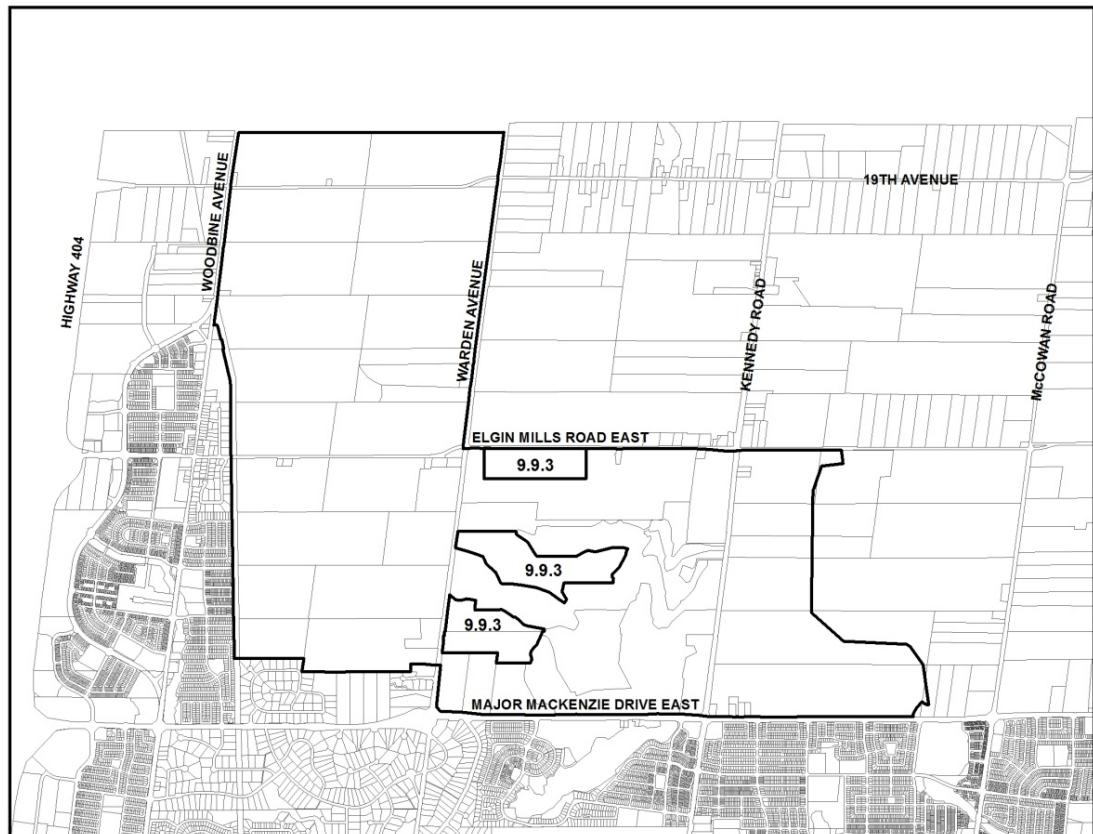 19TH AVENUE
WOODBINE AVENUE
HIGHWAY 404
WARDEN AVENUE
KENNEDY ROAD
McCOWAN ROAD
ELGIN MILLS ROAD EAST
9.9.3
9.9.3
9.9.3
MAJOR MACKENZIE DRIVE EAST